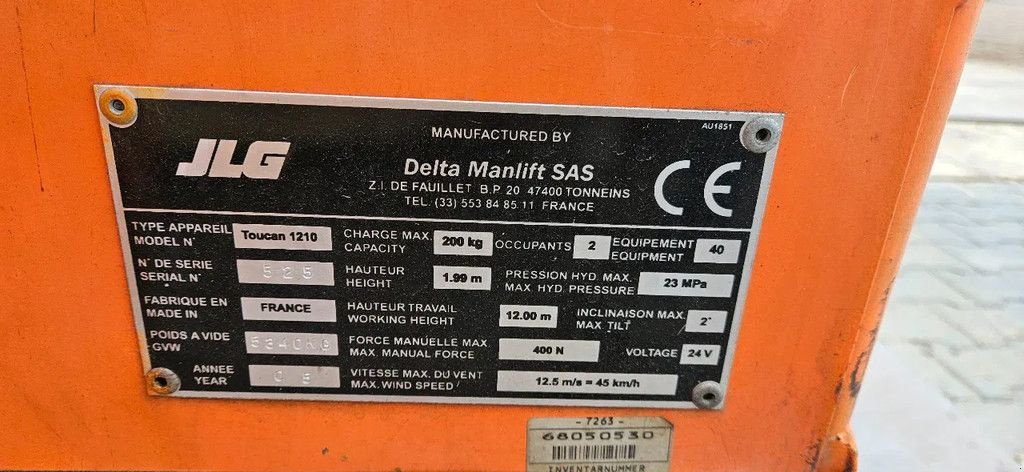 AU1851
JLG
MANUFACTURED BY
Delta Manlift SAS
Z.I. DE FAUILLET B.P. 20 47400 TONNEINS
TEL. (33) 553 84 85 11 FRANCE
CE
TYPE APPAREIL
MODEL N° Toucan 1210
CHARGE MAX.
CAPACITY 200 kg
OCCUPANTS 2
EQUIPEMENT
EQUIPMENT 40
N° DE SERIE
SERIAL N° 525
HAUTEUR
HEIGHT 1.99 m
PRESSION HYD. MAX.
MAX. HYD. PRESSURE 23 MPa
FABRIQUE EN
MADE IN FRANCE
HAUTEUR TRAVAIL
WORKING HEIGHT 12.00 m
INCLINAISON MAX.
MAX. TILT 2°
POIDS A VIDE
GVW 5340KG
FORCE MANUELLE MAX.
MAX. MANUAL FORCE 400 N
VOLTAGE 24 V
ANNEE
YEAR 05
VITESSE MAX. DU VENT
MAX. WIND SPEED 12.5 m/s = 45 km/h
- 7263 -
68050530
INVENTARNUMMER